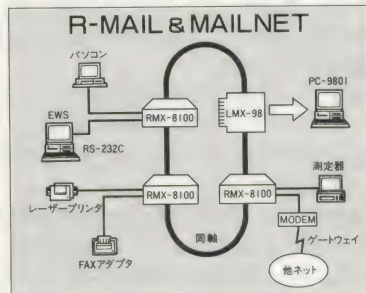 R-MAIL & MAILNET
パソコン
PC-9801
EWS
RMX-8100
LMX-98
RS-232C
測定器
レーザープリンタ
RMX-8100
RMX-8100
MODEM
同軸
ゲートウェイ
FAXアダプタ
他ネット